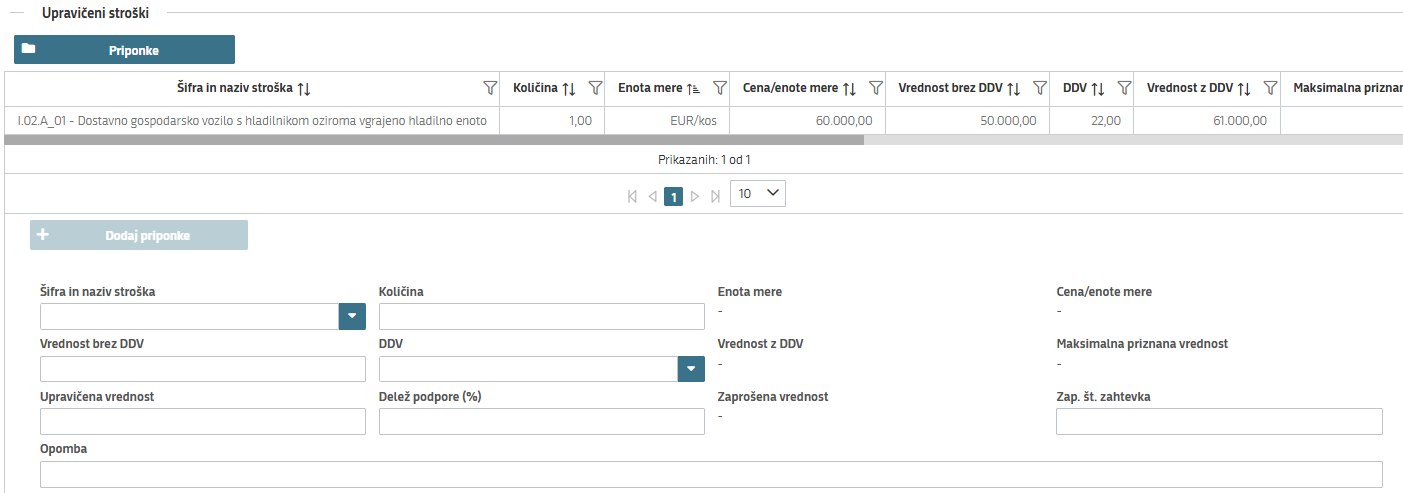 Upravičeni stroški
Priponke
Šifra in naziv stroška Količina Enota mere Cena/enote mere Vrednost brez DDV DDV Vrednost z DDV Maksimalna priznan
I.02.A_01 - Dostavno gospodarsko vozilo s hladilnikom oziroma vgrajeno hladilno enoto 1,00 EUR/kos 60.000,00 50.000,00 22,00 61.000,00
Prikazanih: 1 od 1
1 10
Dodaj priponke
Šifra in naziv stroška Količina Enota mere Cena/enote mere
- -
Vrednost brez DDV DDV Vrednost z DDV Maksimalna priznana vrednost
- -
Upravičena vrednost Delež podpore (%) Zaprošena vrednost Zap. št. zahtevka
-
Opomba